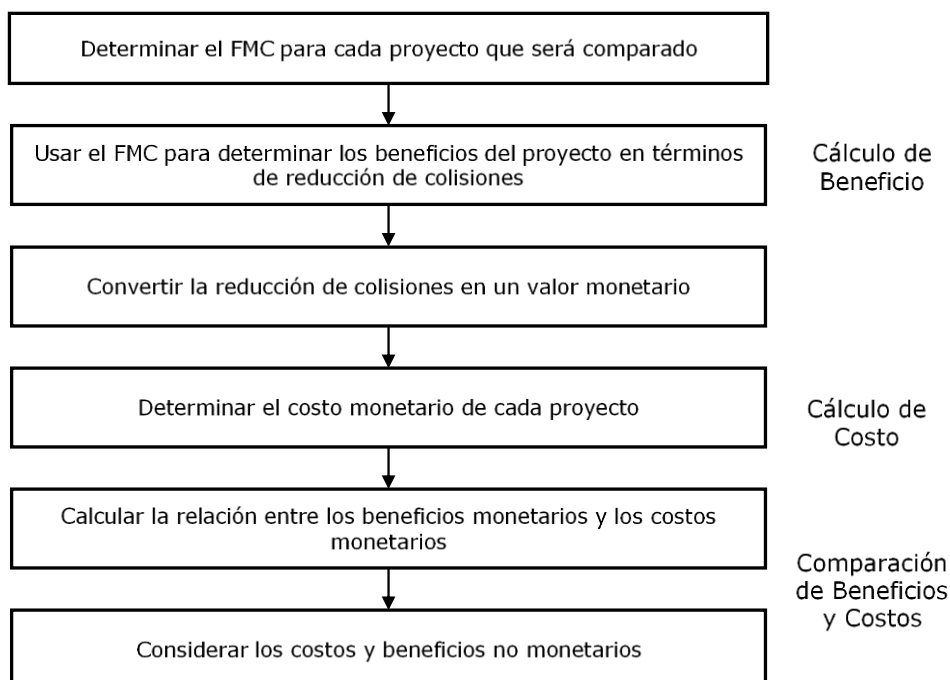 Determinar el FMC para cada proyecto que será comparado
Usar el FMC para determinar los beneficios del proyecto en términos
de reducción de colisiones
Cálculo de
Beneficio
Convertir la reducción de colisiones en un valor monetario
Determinar el costo monetario de cada proyecto
Cálculo de
Costo
Calcular la relación entre los beneficios monetarios y los costos
monetarios
Comparación
de Beneficios
y Costos
Considerar los costos y beneficios no monetarios